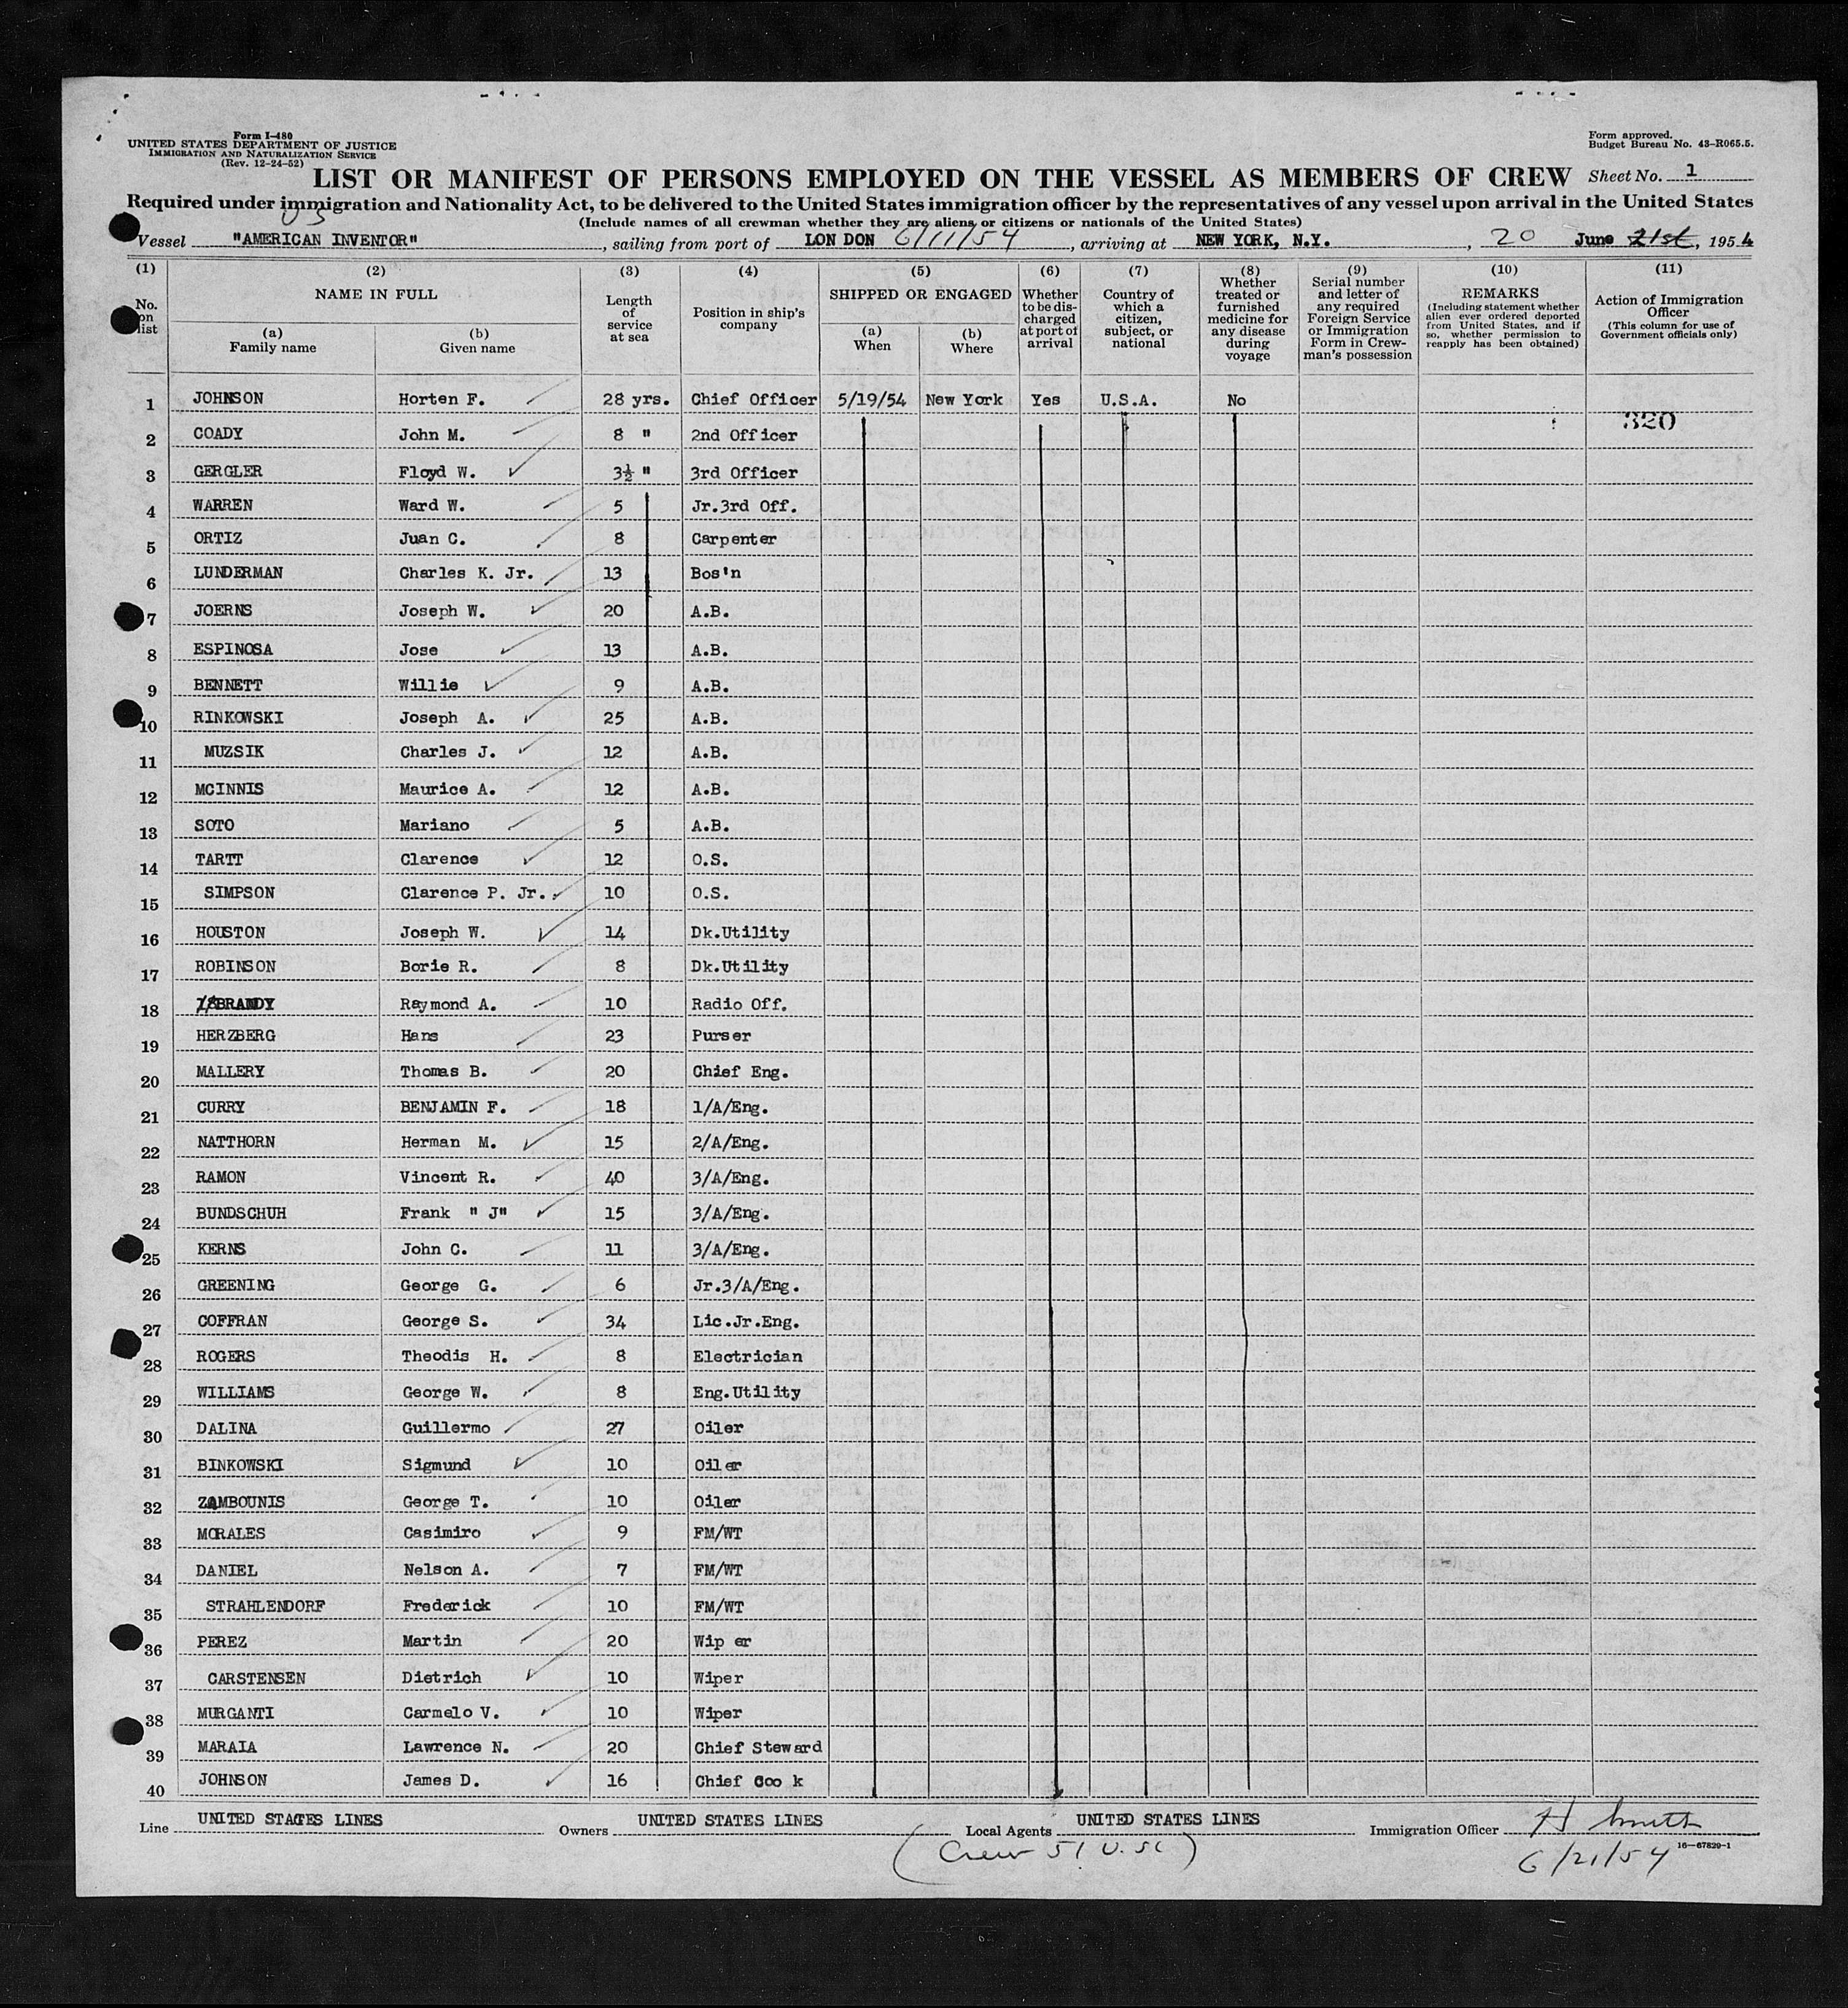 Form I-480
UNITED STATES DEPARTMENT OF JUSTICE
IMMIGRATION AND NATURALIZATION SERVICE
(Rev. 12-24-52)
Form approved.
Budget Bureau No. 43-R065.5.
LIST OR MANIFEST OF PERSONS EMPLOYED ON THE VESSEL AS MEMBERS OF CREW Sheet No. 1
Required under immigration and Nationality Act, to be delivered to the United States immigration officer by the representatives of any vessel upon arrival in the United States
(Include names of all crewman whether they are aliens or citizens or nationals of the United States)
US
Vessel "AMERICAN INVENTOR", sailing from port of LON DON 6/11/54, arriving at NEW YORK, N.Y., 20 June 21st, 1954
(1) (2) (3) (4) (5) (6) (7) (8) (9) (10) (11)
No. on list
NAME IN FULL
(a) Family name
(b) Given name
Length of service at sea
Position in ship's company
SHIPPED OR ENGAGED
(a) When
(b) Where
Whether to be discharged at port of arrival
Country of which a citizen, subject, or national
Whether treated or furnished medicine for any disease during voyage
Serial number and letter of any required Foreign Service or Immigration Form in Crewman's possession
REMARKS
(Including statement whether alien ever ordered deported from United States, and if so, whether permission to reapply has been obtained)
Action of Immigration Officer
(This column for use of Government officials only)
1 JOHNSON Horten F. 28 yrs. Chief Officer 5/19/54 New York Yes U.S.A. No
320
2 COADY John M. 8 " 2nd Officer
3 GERGLER Floyd W. 3½ " 3rd Officer
4 WARREN Ward W. 5 Jr.3rd Off.
5 ORTIZ Juan C. 8 Carpenter
6 LUNDERMAN Charles K. Jr. 13 Bos'n
7 JOERNS Joseph W. 20 A.B.
8 ESPINOSA Jose 13 A.B.
9 BENNETT Willie 9 A.B.
10 RINKOWSKI Joseph A. 25 A.B.
11 MUZSIK Charles J. 12 A.B.
12 MCINNIS Maurice A. 12 A.B.
13 SOTO Mariano 5 A.B.
14 TARTT Clarence 12 O.S.
15 SIMPSON Clarence P. Jr. 10 O.S.
16 HOUSTON Joseph W. 14 Dk.Utility
17 ROBINSON Borie R. 8 Dk.Utility
18 BRANDY Raymond A. 10 Radio Off.
19 HERZBERG Hans 23 Purser
20 MALLERY Thomas B. 20 Chief Eng.
21 CURRY BENJAMIN F. 18 1/A/Eng.
22 NATTHORN Herman M. 15 2/A/Eng.
23 RAMON Vincent R. 40 3/A/Eng.
24 BUNDSCHUH Frank "J" 15 3/A/Eng.
25 KERNS John C. 11 3/A/Eng.
26 GREENING George G. 6 Jr.3/A/Eng.
27 COFFRAN George S. 34 Lic.Jr.Eng.
28 ROGERS Theodis H. 8 Electrician
29 WILLIAMS George W. 8 Eng.Utility
30 DALINA Guillermo 27 Oiler
31 BINKOWSKI Sigmund 10 Oiler
32 ZAMBOUNIS George T. 10 Oiler
33 MORALES Casimiro 9 FM/WT
34 DANIEL Nelson A. 7 FM/WT
35 STRAHLENDORF Frederick 10 FM/WT
36 PEREZ Martin 20 Wip er
37 CARSTENSEN Dietrich 10 Wiper
38 MURGANTI Carmelo V. 10 Wiper
39 MARAIA Lawrence N. 20 Chief Steward
40 JOHNSON James D. 16 Chief Coo k
Line UNITED STATES LINES Owners UNITED STATES LINES Local Agents UNITED STATES LINES Immigration Officer H Smith
(Crew 51 U.SC)
16-67829-1
6/21/54